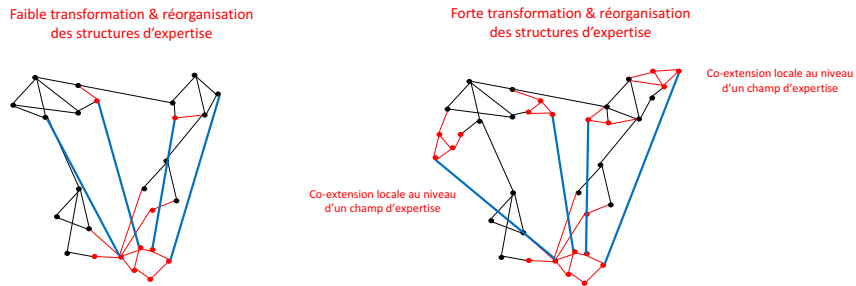 Faible transformation & réorganisation
des structures d'expertise
Forte transformation & réorganisation
des structures d'expertise
Co-extension locale au niveau
d'un champ d'expertise
Co-extension locale au niveau
d'un champ d'expertise